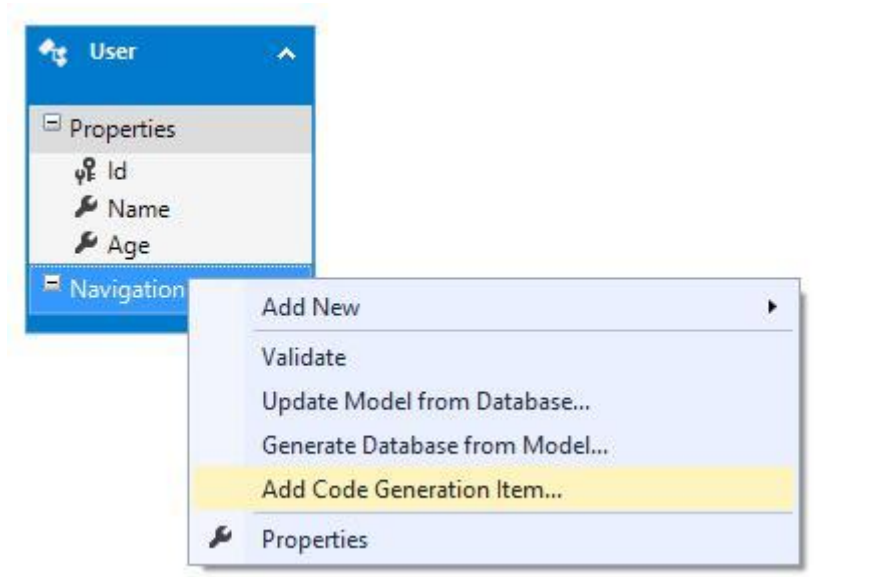 User
Properties
Id
Name
Age
Navigation
Add New
Validate
Update Model from Database...
Generate Database from Model...
Add Code Generation Item...
Properties